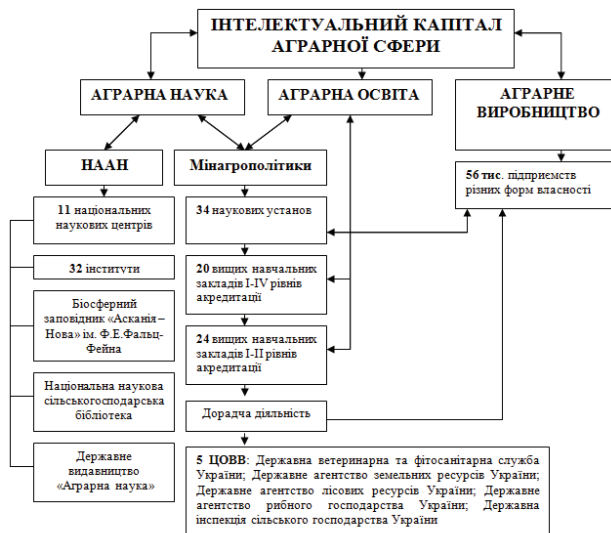 ІНТЕЛЕКТУАЛЬНИЙ КАПІТАЛ
АГРАРНОЇ СФЕРИ
АГРАРНА НАУКА
АГРАРНА ОСВІТА
АГРАРНЕ
ВИРОБНИЦТВО
НААН
Мінагрополітики
56 тис. підприємств
різних форм власності
11 національних
наукових центрів
34 наукових установ
32 інститути
20 вищих навчальних
закладів І-ІV рівнів
акредитації
Біосферний
заповідник «Асканія –
Нова» ім. Ф.Е.Фальц-
Фейна
24 вищих навчальних
закладів І-ІІ рівнів
акредитації
Національна наукова
сільськогосподарська
бібліотека
Дорадча діяльність
Державне
видавництво
«Аграрна наука»
5 ЦОВВ: Державна ветеринарна та фітосанітарна служба
України; Державне агентство земельних ресурсів України;
Державне агентство лісових ресурсів України; Державне
агентство рибного господарства України; Державна
інспекція сільського господарства України